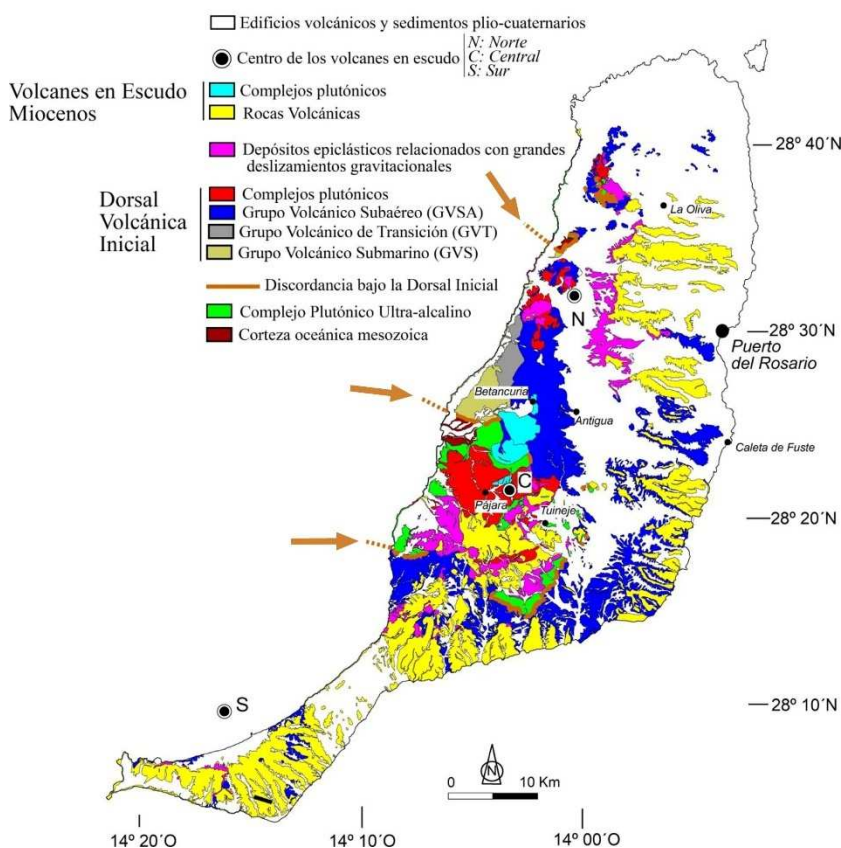 Edificios volcánicos y sedimentos plio-cuaternarios
Centro de los volcanes en escudo
N: Norte
C: Central
S: Sur
Volcanes en Escudo
Miocenos
Complejos plutónicos
Rocas Volcánicas
Depósitos epiclásticos relacionados con grandes
deslizamientos gravitacionales
Dorsal
Volcánica
Inicial
Complejos plutónicos
Grupo Volcánico Subaéreo (GVSA)
Grupo Volcánico de Transición (GVT)
Grupo Volcánico Submarino (GVS)
Discordancia bajo la Dorsal Inicial
Complejo Plutónico Ultra-alcalino
Corteza oceánica mesozoica
28º 40´N
La Oliva
N
28º 30´N
Puerto
del Rosario
Betancuria
Antigua
Caleta de Fuste
C
Pájara
Tuineje
28º 20´N
S
28º 10´N
N
0 10 Km
14º 20´O
14º 10´O
14º 00´O